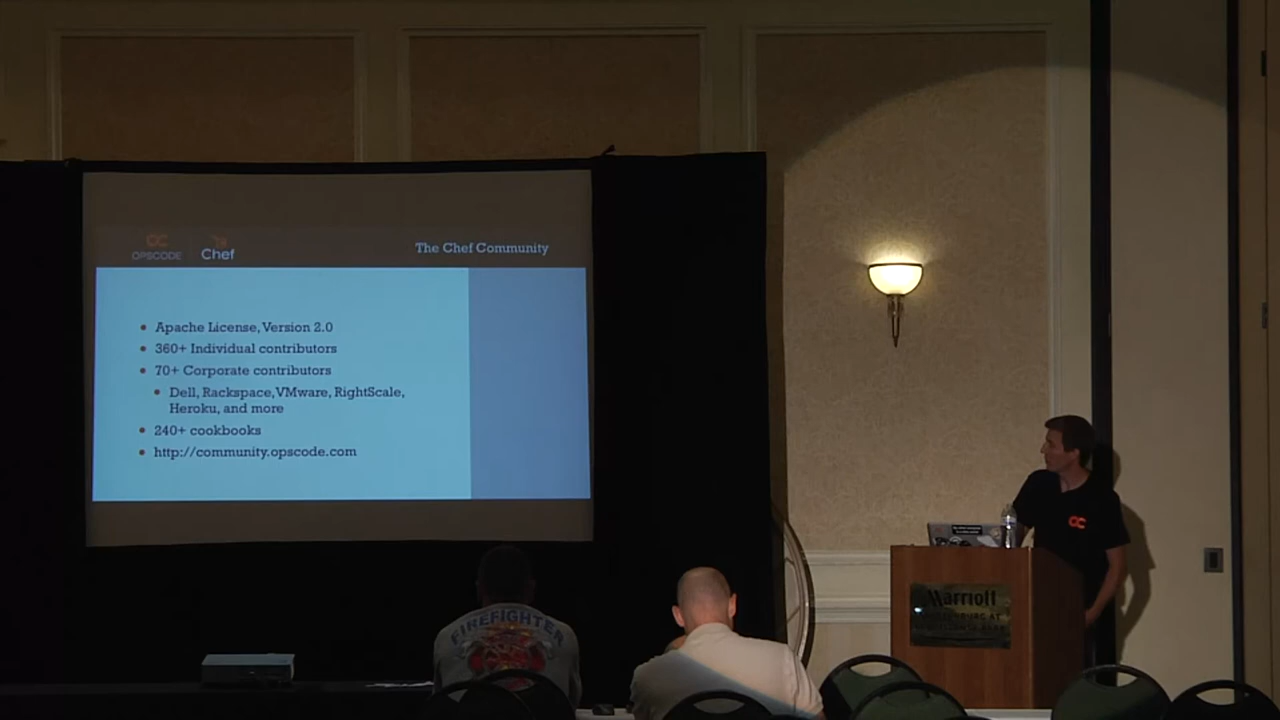 OPSCODE
Chef
The Chef Community
Apache License, Version 2.0
360+ Individual contributors
70+ Corporate contributors
Dell, Rackspace, VMware, RightScale,
Heroku, and more
240+ cookbooks
http://community.opscode.com
FIREFIGHTER
Marriott